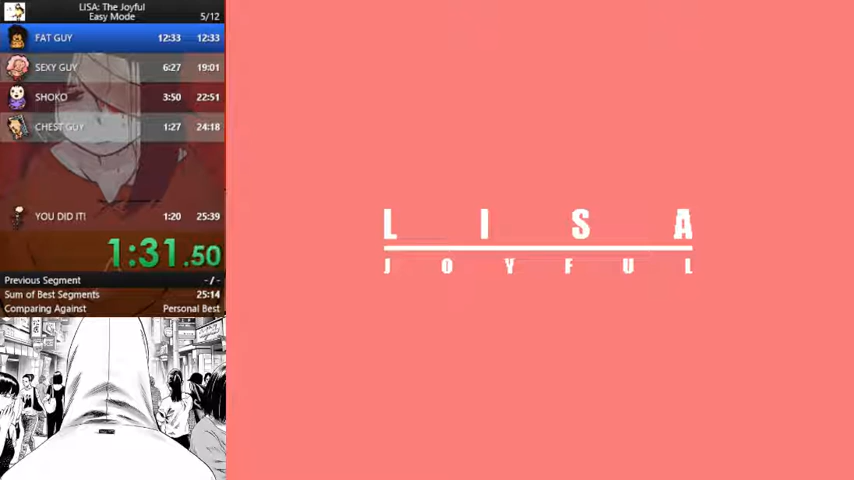 LISA: The Joyful
Easy Mode 5/12
FAT GUY 12:33 12:33
SEXY GUY 6:27 19:01
SHOKO 3:50 22:51
CHEST GUY 1:27 24:18
YOU DID IT! 1:20 25:39
1:31.50
Previous Segment - / -
Sum of Best Segments 25:14
Comparing Against Personal Best
L I S A
J O Y F U L